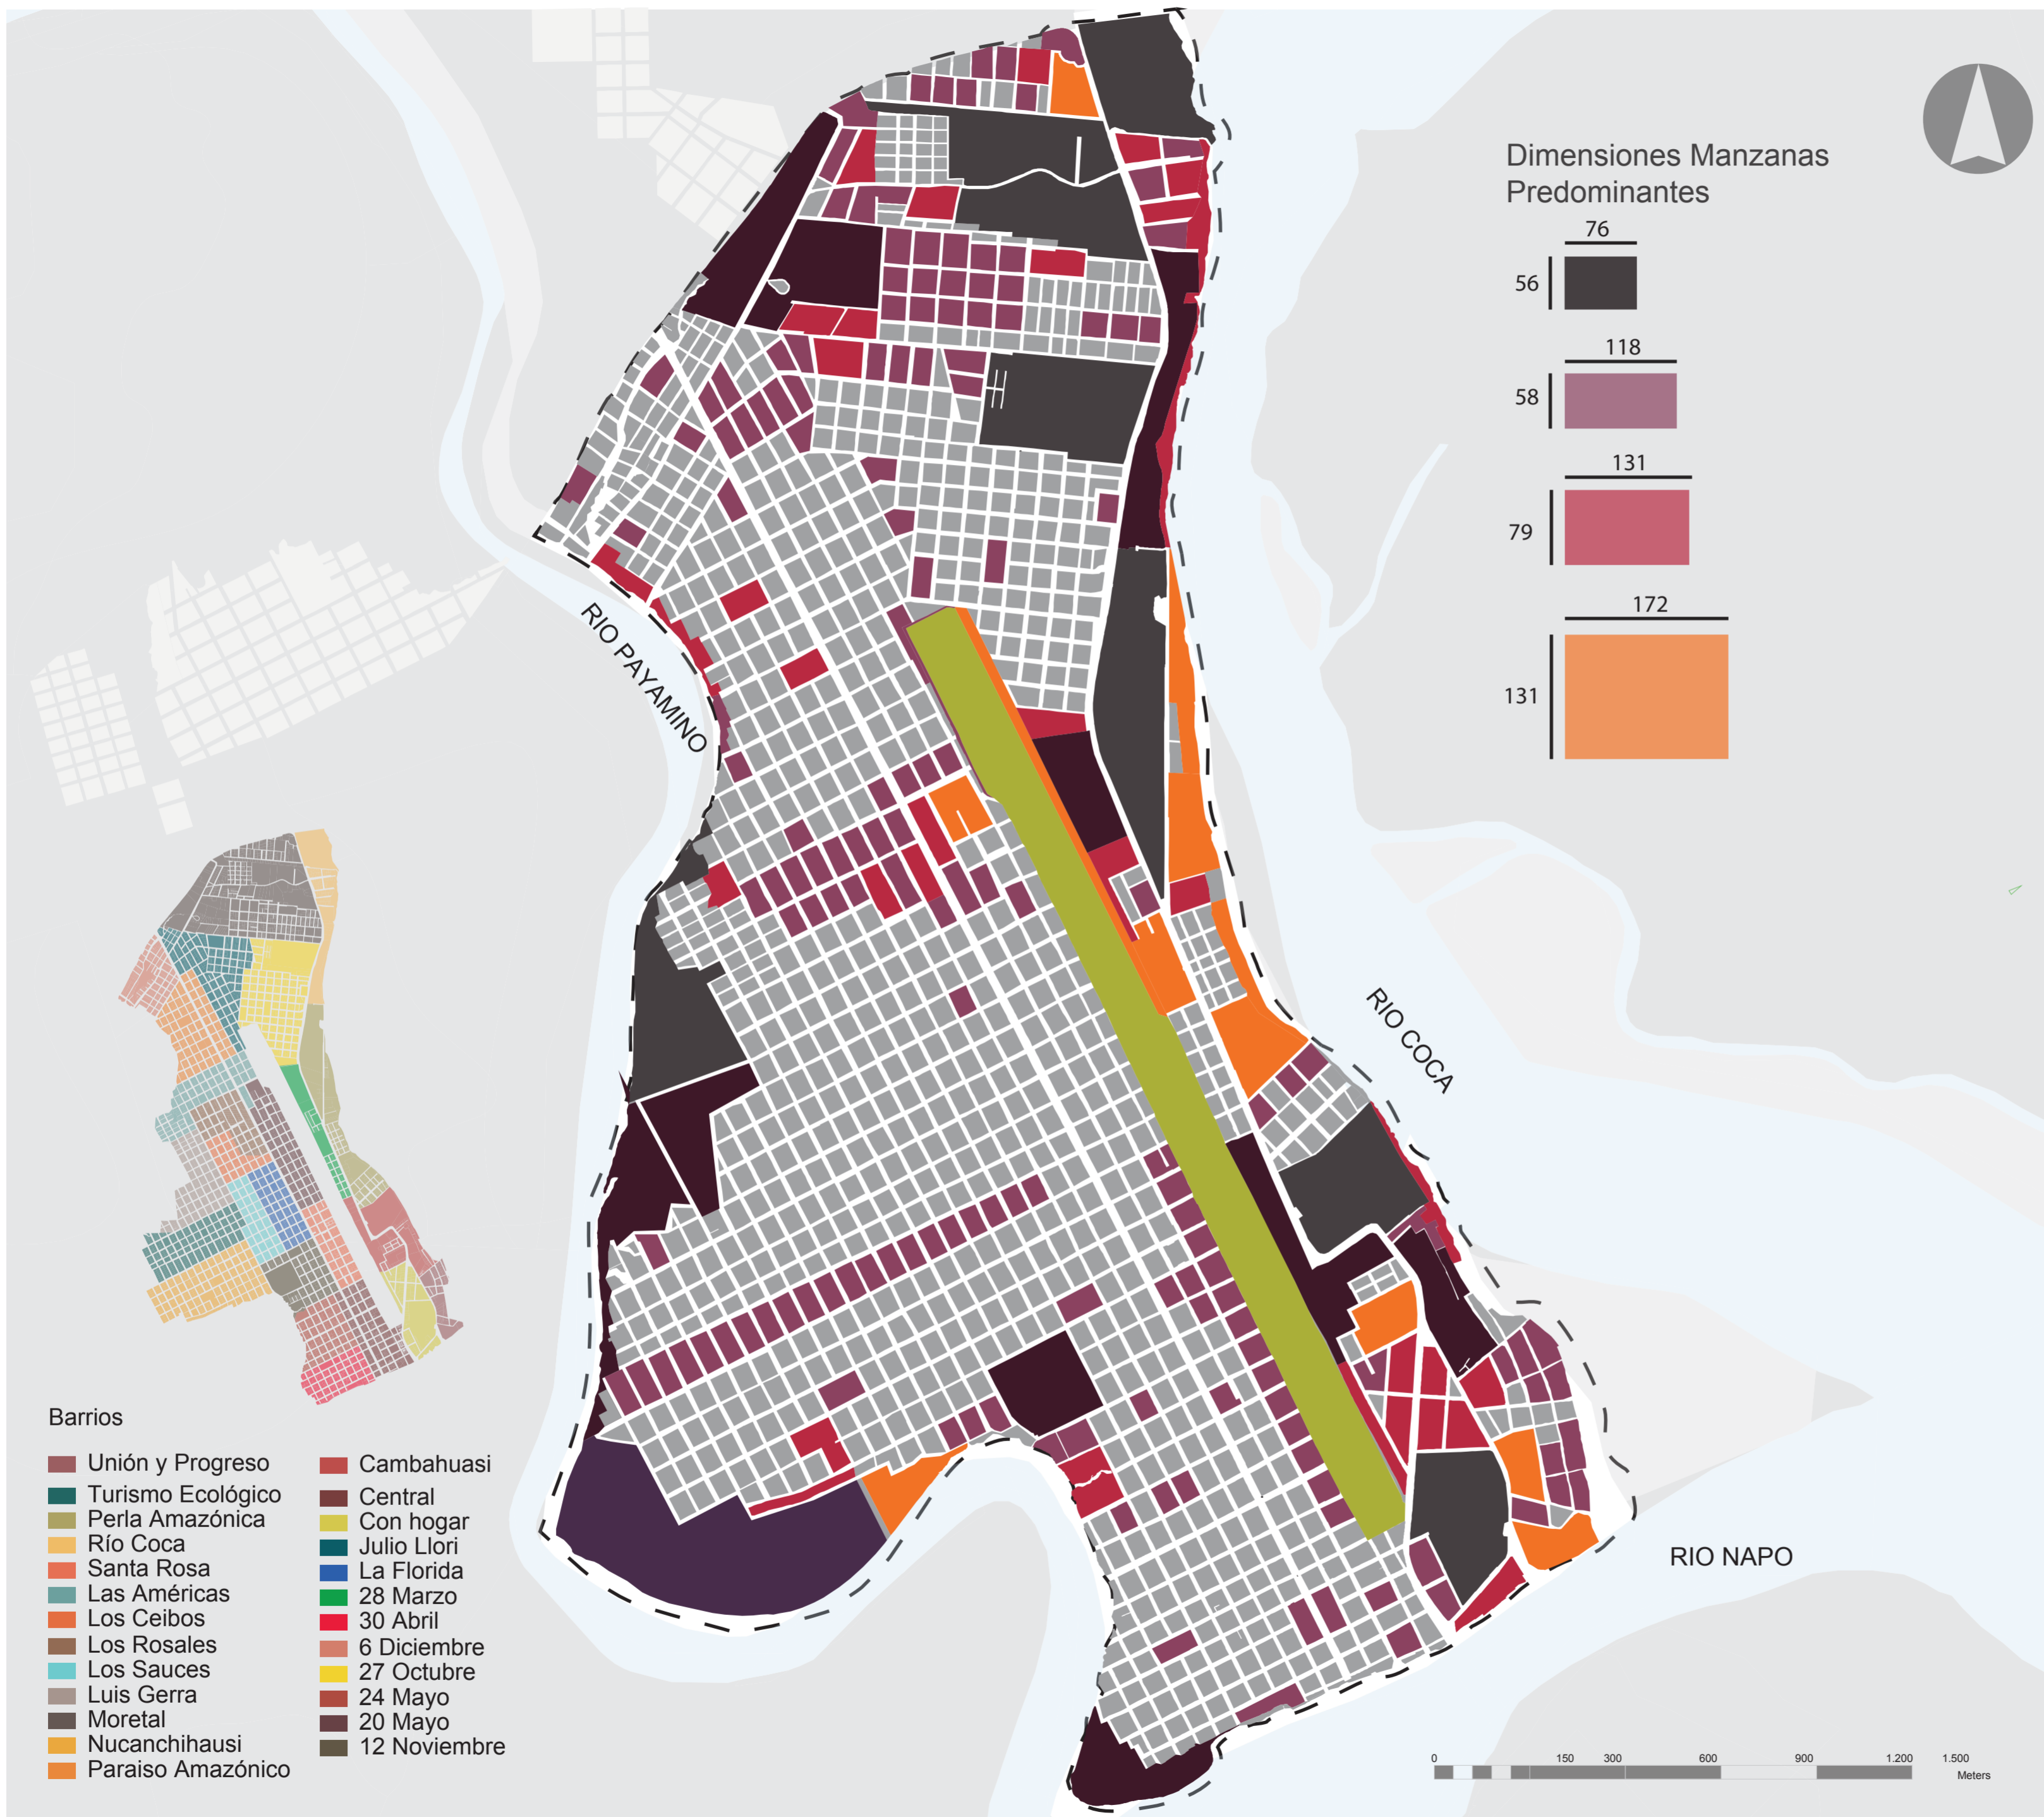 Dimensiones Manzanas
Predominantes
76
56
118
58
131
79
172
131
RIO PAYAMINO
RIO COCA
RIO NAPO
Barrios
Unión y Progreso
Turismo Ecológico
Perla Amazónica
Río Coca
Santa Rosa
Las Américas
Los Ceibos
Los Rosales
Los Sauces
Luis Gerra
Moretal
Nucanchihausi
Paraiso Amazónico
Cambahuasi
Central
Con hogar
Julio Llori
La Florida
28 Marzo
30 Abril
6 Diciembre
27 Octubre
24 Mayo
20 Mayo
12 Noviembre
0 150 300 600 900 1.200 1.500
Meters